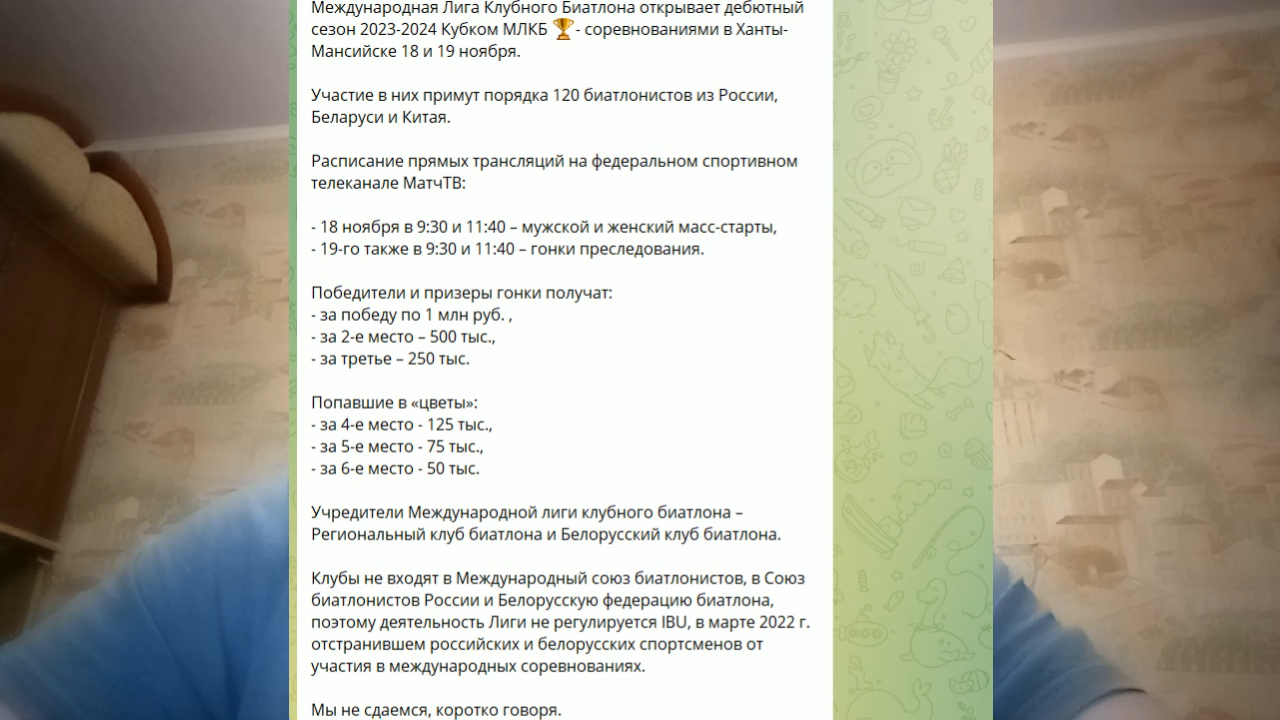 Международная Лига Клубного Биатлона открывает дебютный
сезон 2023-2024 Кубком МЛКБ 🏆- соревнованиями в Ханты-
Мансийске 18 и 19 ноября.
Участие в них примут порядка 120 биатлонистов из России,
Беларуси и Китая.
Расписание прямых трансляций на федеральном спортивном
телеканале МатчТВ:
- 18 ноября в 9:30 и 11:40 – мужской и женский масс-старты,
- 19-го также в 9:30 и 11:40 – гонки преследования.
Победители и призеры гонки получат:
- за победу по 1 млн руб. ,
- за 2-е место – 500 тыс.,
- за третье – 250 тыс.
Попавшие в «цветы»:
- за 4-е место - 125 тыс.,
- за 5-е место - 75 тыс.,
- за 6-е место - 50 тыс.
Учредители Международной лиги клубного биатлона –
Региональный клуб биатлона и Белорусский клуб биатлона.
Клубы не входят в Международный союз биатлонистов, в Союз
биатлонистов России и Белорусскую федерацию биатлона,
поэтому деятельность Лиги не регулируется IBU, в марте 2022 г.
отстранившем российских и белорусских спортсменов от
участия в международных соревнованиях.
Мы не сдаемся, коротко говоря.